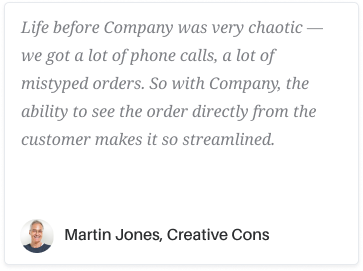 Life before Company was very chaotic —
we got a lot of phone calls, a lot of
mistyped orders. So with Company, the
ability to see the order directly from the
customer makes it so streamlined.
Martin Jones, Creative Cons